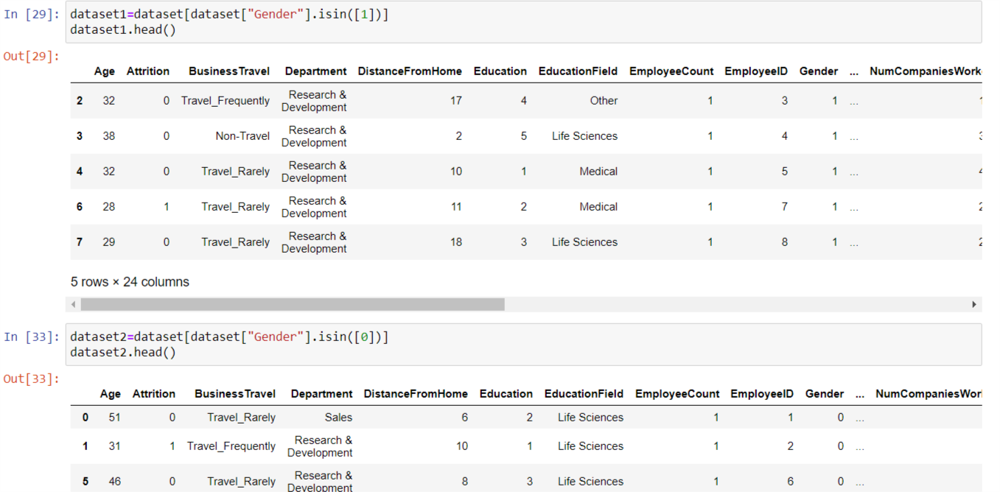 In [29]: dataset1=dataset[dataset["Gender"].isin([1])]
dataset1.head()
Out[29]:
Age Attrition BusinessTravel Department DistanceFromHome Education EducationField EmployeeCount EmployeeID Gender ...
2 32 0 Travel_Frequently Research & Development 17 4 Other 1 3 1 ...
3 38 0 Non-Travel Research & Development 2 5 Life Sciences 1 4 1 ...
4 32 0 Travel_Rarely Research & Development 10 1 Medical 1 5 1 ...
6 28 1 Travel_Rarely Research & Development 11 2 Medical 1 7 1 ...
7 29 0 Travel_Rarely Research & Development 18 3 Life Sciences 1 8 1 ...
5 rows × 24 columns
In [33]: dataset2=dataset[dataset["Gender"].isin([0])]
dataset2.head()
Out[33]:
Age Attrition BusinessTravel Department DistanceFromHome Education EducationField EmployeeCount EmployeeID Gender ...
0 51 0 Travel_Rarely Sales 6 2 Life Sciences 1 1 0 ...
1 31 1 Travel_Frequently Research & Development 10 1 Life Sciences 1 2 0 ...
5 46 0 Travel_Rarely Research & Development 8 3 Life Sciences 1 6 0 ...